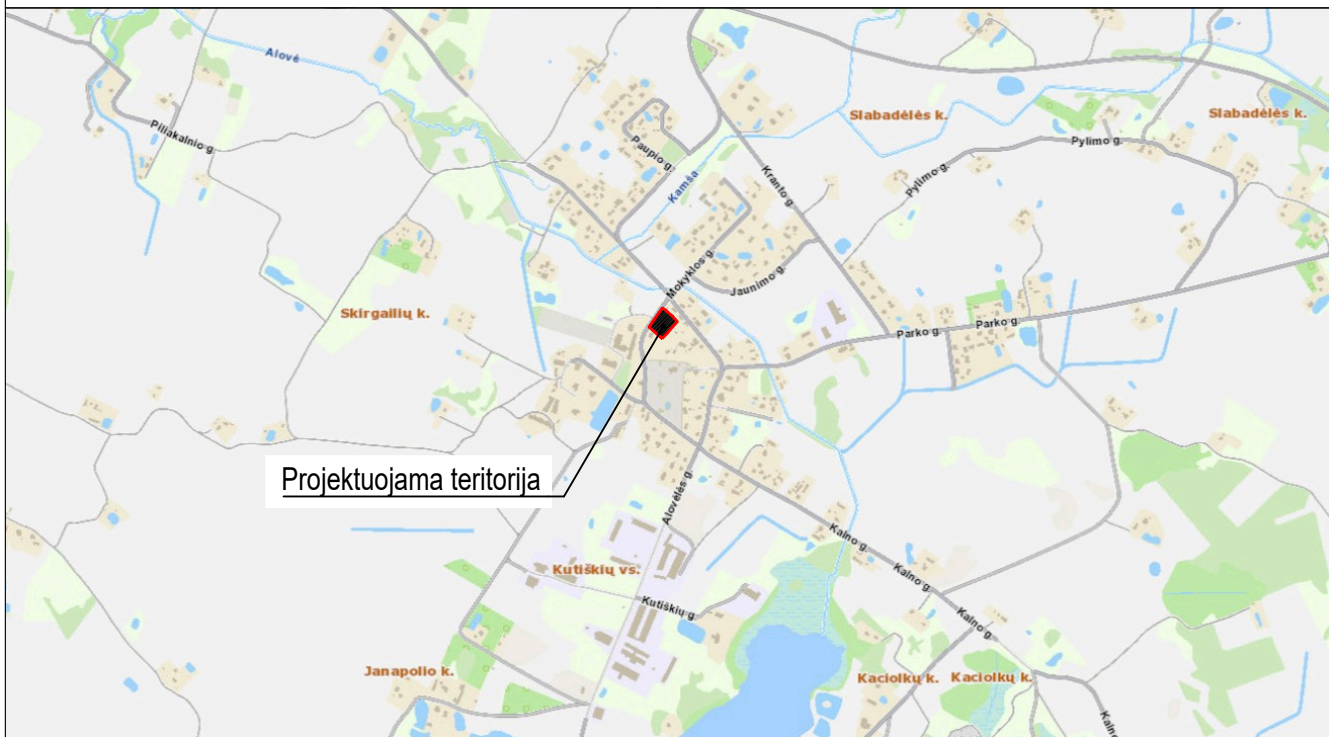 Alovė
Slabadėlės k.
Slabadėlės k.
Piliakalnio g.
Paupio g.
Pylimo g.
Kamša
Kranto g.
Pylimo g.
Mokyklos g.
Jaunimo g.
Skirgailių k.
Parko g.
Parko g.
Projektuojama teritorija
Alovėlės g.
Kalno g.
Kutiškių vs.
Kalno g.
Kutiškių g
Kalno g.
Janapolio k.
Kaciolkų k.
Kaciolkų k.
Kalno